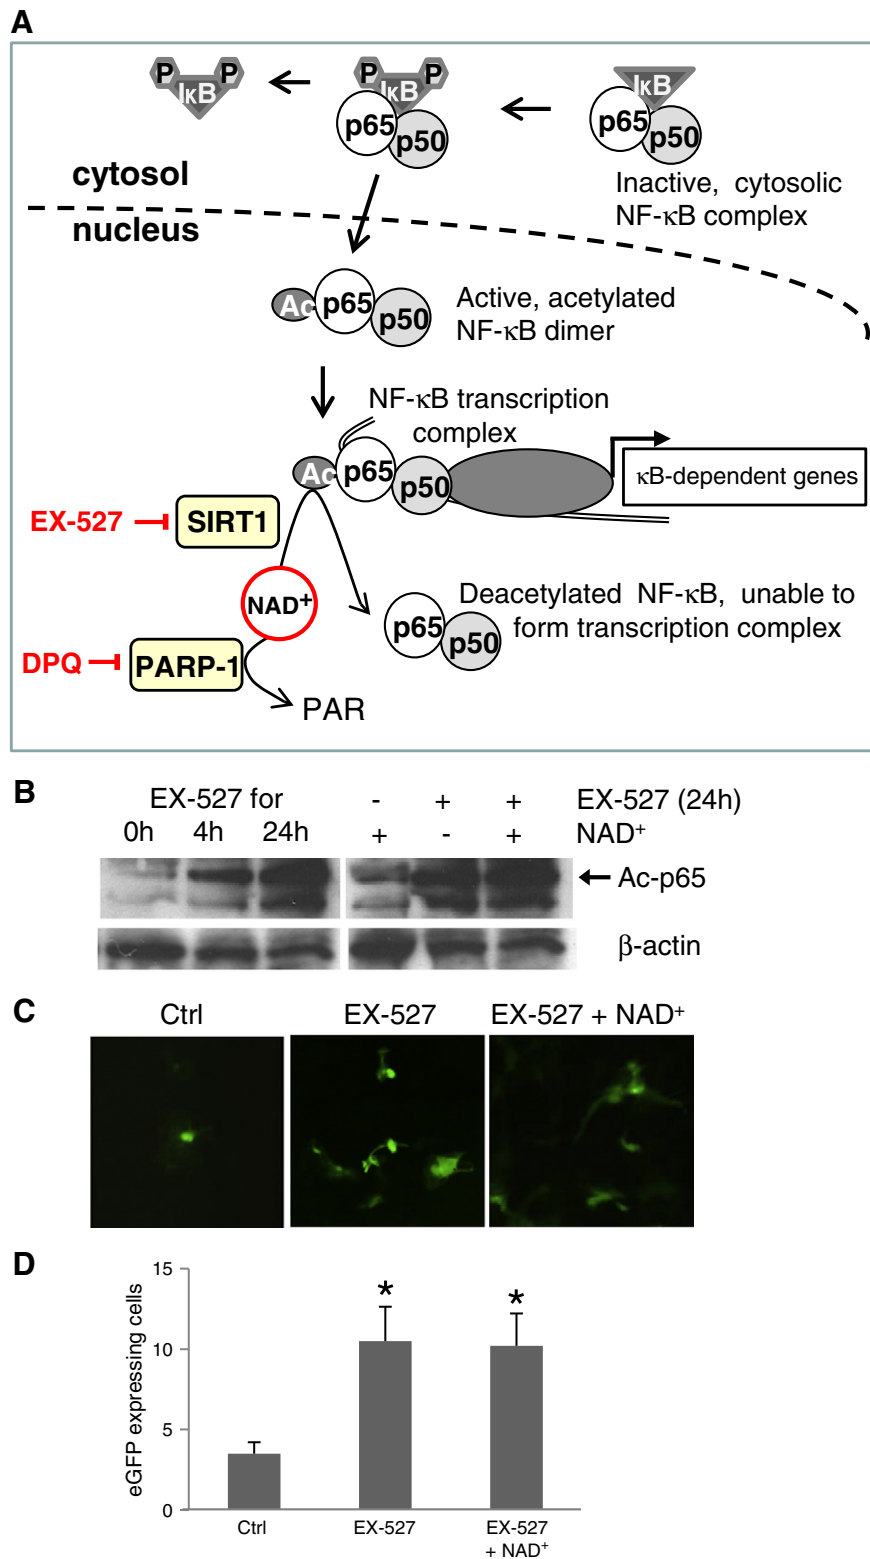 A
P IκB P
P IκB P
p65 p50
IκB
p65 p50
cytosol
Inactive, cytosolic
NF-κB complex
nucleus
Ac p65 p50
Active, acetylated
NF-κB dimer
NF-κB transcription
complex
Ac p65 p50
κB-dependent genes
EX-527 SIRT1
NAD+
Deacetylated NF-κB, unable to
form transcription complex
p65 p50
DPQ PARP-1
PAR
B
EX-527 for - + + EX-527 (24h)
0h 4h 24h + - + NAD+
Ac-p65
β-actin
C
Ctrl EX-527 EX-527 + NAD+
D
eGFP expressing cells
15
10
5
0
* *
Ctrl EX-527 EX-527
+ NAD+